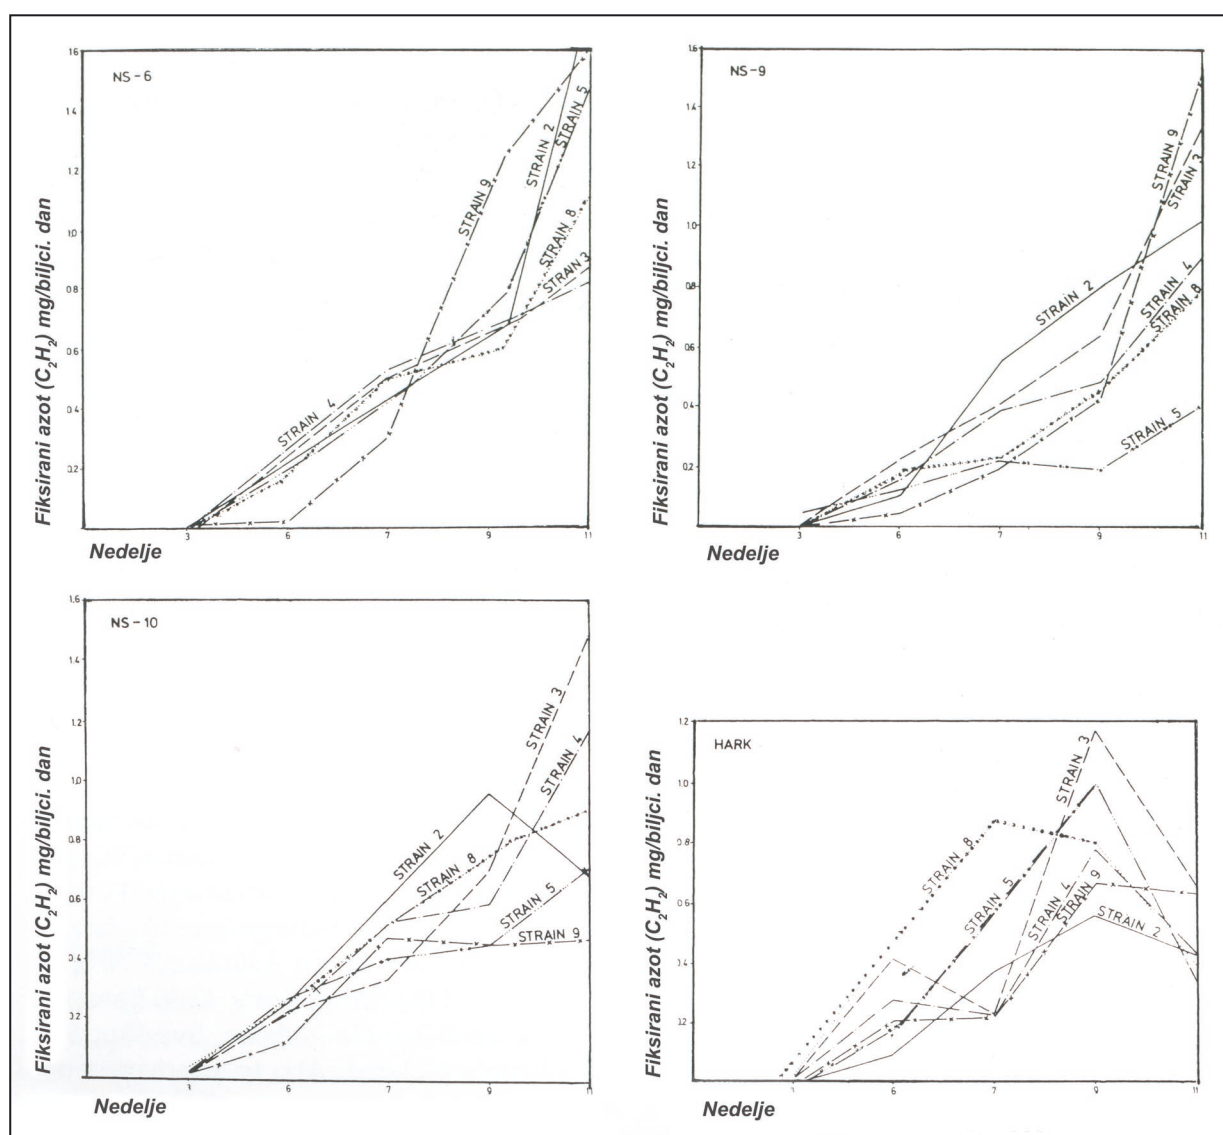 NS-6
16
1.4
1.2
1.0
0.8
0.6
0.4
0.2
3
6
7
9
11
STRAIN 4
STRAIN 9
STRAIN 2
STRAIN 5
STRAIN 8
STRAIN 3
Fiksirani azot (C₂H₂) mg/biljci. dan
Nedelje
NS-9
1.6
1.4
1.2
1.0
0.8
0.6
0.4
0.2
3
6
7
9
11
STRAIN 2
STRAIN 9
STRAIN 3
STRAIN 4
STRAIN 8
STRAIN 5
Fiksirani azot (C₂H₂) mg/biljci. dan
Nedelje
NS-10
1.6
1.4
1.2
1.0
0.8
0.6
0.4
0.2
3
6
7
9
11
STRAIN 2
STRAIN 8
STRAIN 3
STRAIN 4
STRAIN 5
STRAIN 9
Fiksirani azot (C₂H₂) mg/biljci. dan
Nedelje
HARK
1.2
1.0
0.8
0.6
0.4
0.2
3
6
7
9
11
STRAIN 8
STRAIN 5
STRAIN 3
STRAIN 4
STRAIN 9
STRAIN 2
Fiksirani azot (C₂H₂) mg/biljci. dan
Nedelje